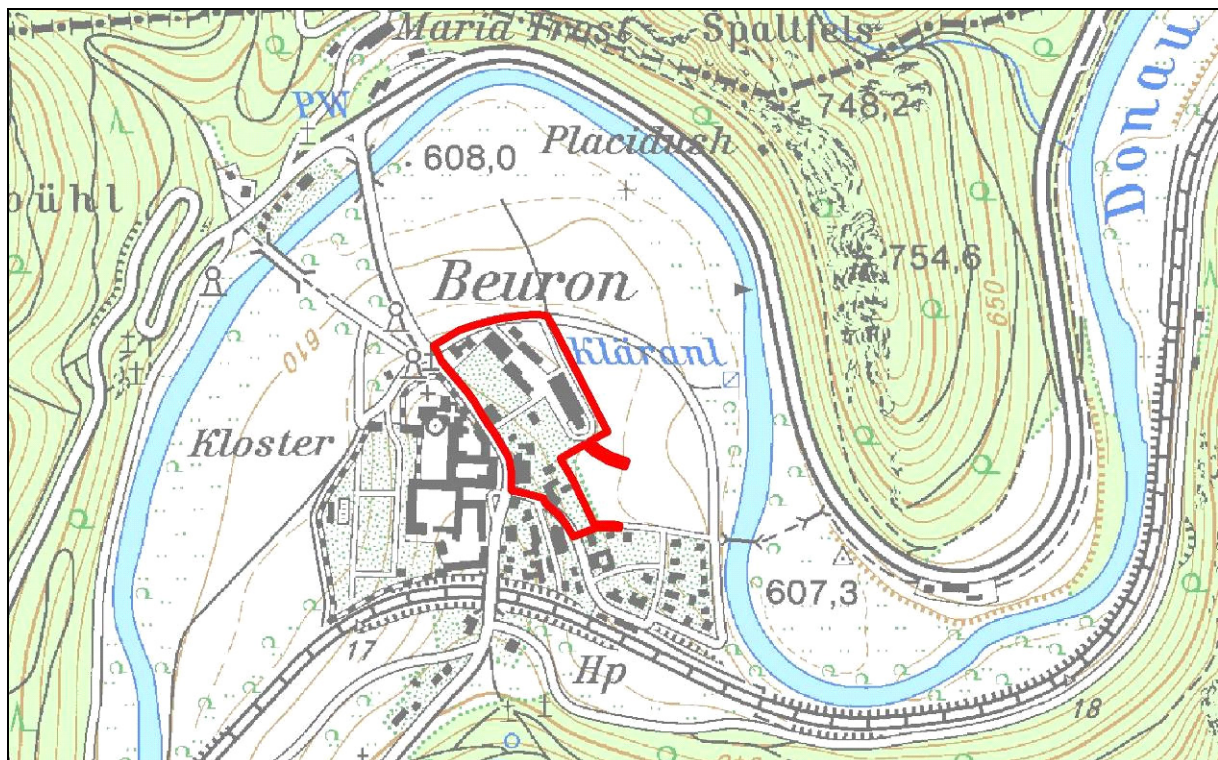 Maria Trost
Spaltfels
Donau
PW
748,2
Placidush
608,0
bühl
754,6
Beuron
650
610
Kläranl
Kloster
607,3
17
Hp
18